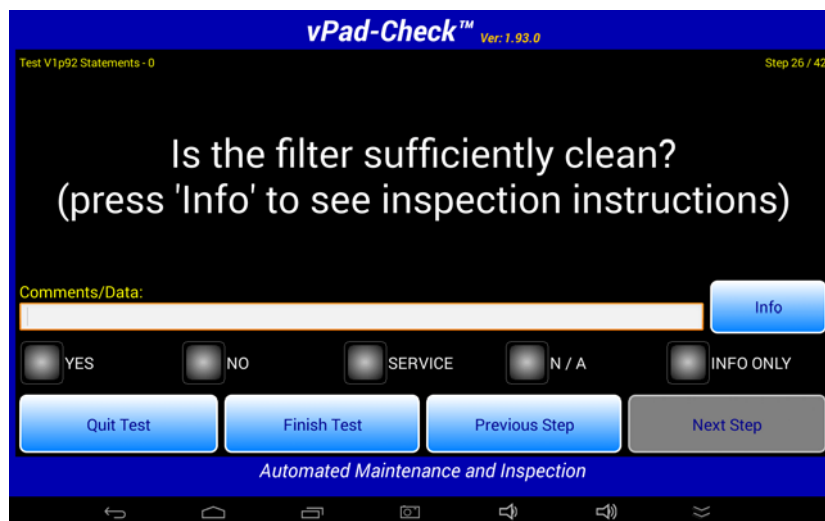 vPad-Check™ Ver: 1.93.0
Test V1p92 Statements - 0 Step 26 / 42
Is the filter sufficiently clean?
(press 'Info' to see inspection instructions)
Comments/Data:
Info
YES NO SERVICE N / A INFO ONLY
Quit Test Finish Test Previous Step Next Step
Automated Maintenance and Inspection